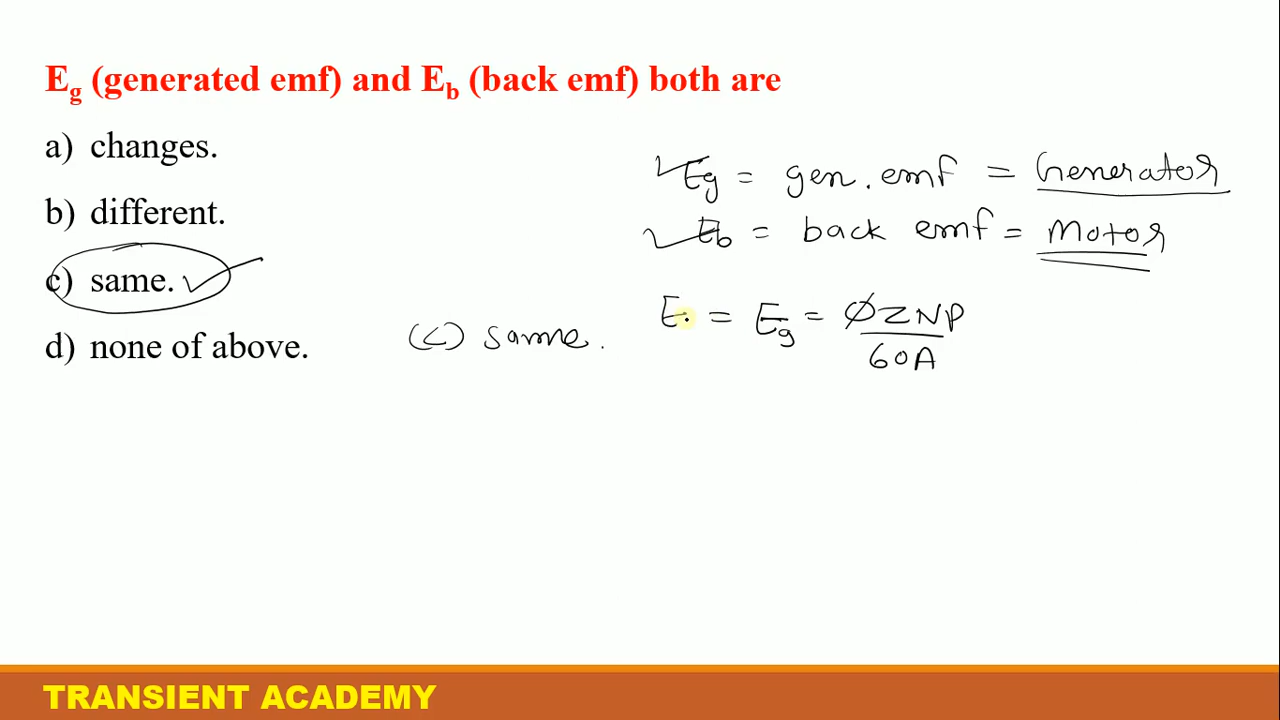 Eg (generated emf) and Eb (back emf) both are
a) changes.
b) different.
c) same.
d) none of above.
(c) same.
Eg = gen. emf = Generator
Eb = back emf = Motor
E = Eg = ϕZNP
60A
TRANSIENT ACADEMY